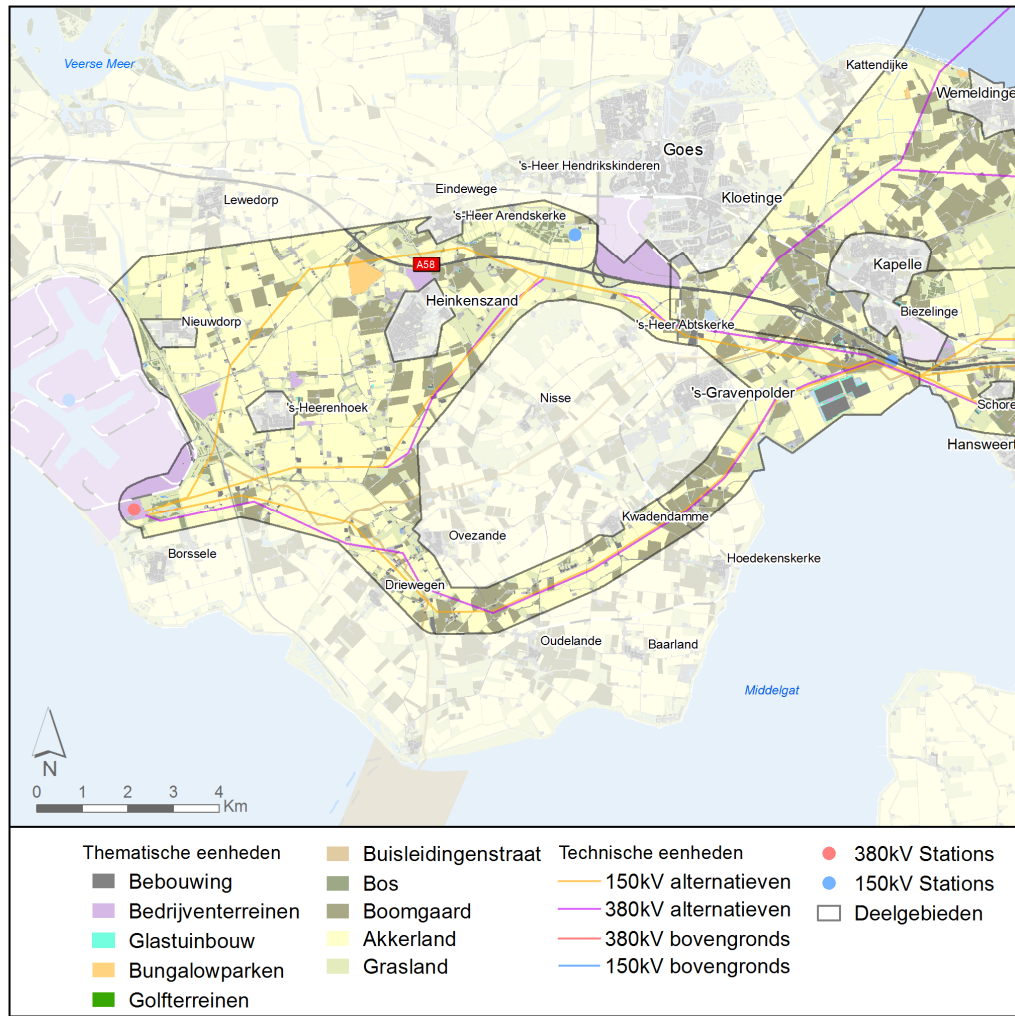 Veerse Meer
Kattendijke
Wemeldinge
Goes
's-Heer Hendrikskinderen
Eindewege
Kloetinge
Lewedorp
's-Heer Arendskerke
A58
Kapelle
Heinkenszand
Biezelinge
Nieuwdorp
's-Heer Abtskerke
's-Gravenpolder
Nisse
's-Heerenhoek
Schore
Hansweert
Kwadendamme
Ovezande
Borssele
Hoedekenskerke
Driewegen
Oudelande
Baarland
Middelgat
N
0 1 2 3 4
Km
Thematische eenheden
Bebouwing
Bedrijventerreinen
Glastuinbouw
Bungalowparken
Golfterreinen
Buisleidingenstraat
Bos
Boomgaard
Akkerland
Grasland
Technische eenheden
150kV alternatieven
380kV alternatieven
380kV bovengronds
150kV bovengronds
380kV Stations
150kV Stations
Deelgebieden